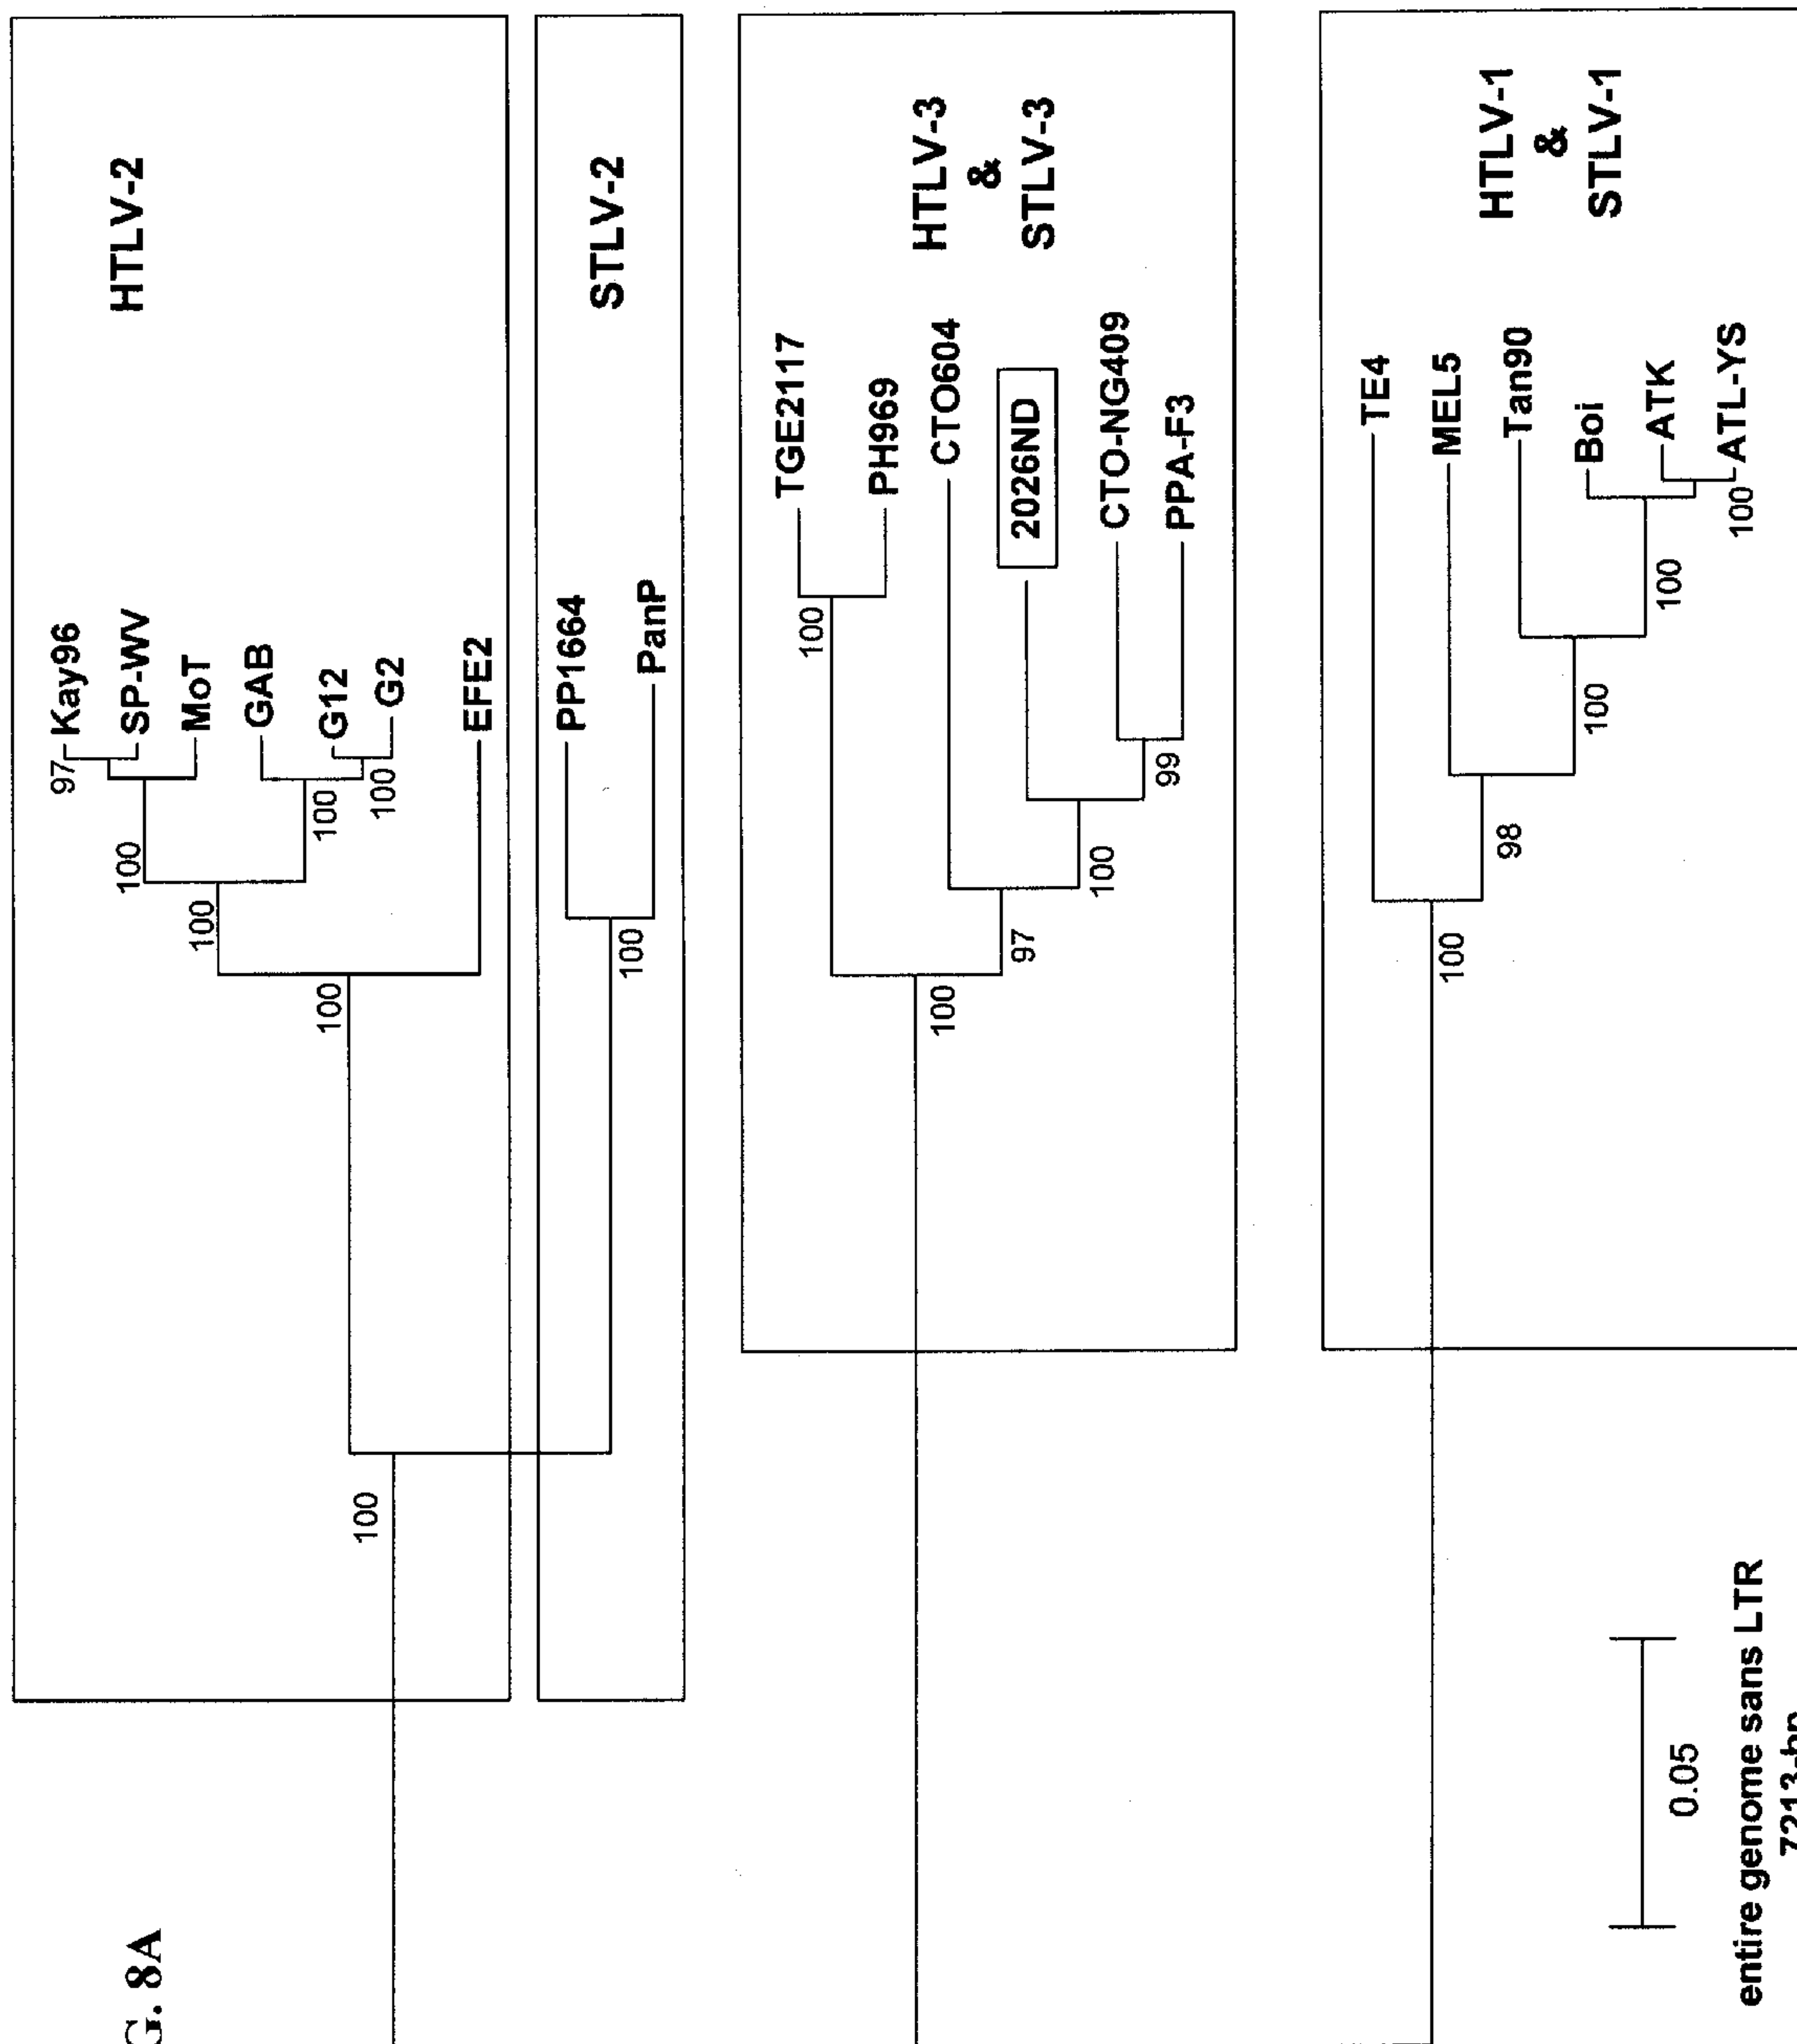 G. 8A
HTLV-2
Kay96
97
SP-WV
MoT
100
GAB
100
G12
100
G2
100
EFE2
100
100
STLV-2
PP1664
PanP
100
HTLV-3
&
STLV-3
TGE2117
100
PH969
CTO604
2026ND
CTO-NG409
PPA-F3
99
100
97
100
HTLV-1
&
STLV-1
TE4
MEL5
Tan90
Boi
ATK
ATL-YS
100
100
100
98
100
0.05
entire genome sans LTR
7213-bp